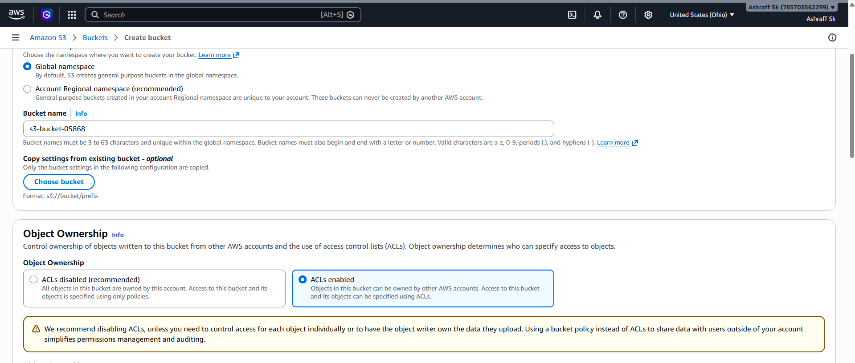 aws
Search
[Alt+S]
United States (Ohio)
Ashraff Sk (785703562299)
Ashraff Sk
Amazon S3
Buckets
Create bucket
Choose the namespace where you want to create your bucket. Learn more
Global namespace
By default, S3 creates general purpose buckets in the global namespace.
Account Regional namespace (recommended)
General purpose buckets created in your account Regional namespace are unique to your account. These buckets can never be created by another AWS account.
Bucket name Info
s3-bucket-05868
Bucket names must be 3 to 63 characters and unique within the global namespace. Bucket names must also begin and end with a letter or number. Valid characters are a-z, 0-9, periods (.), and hyphens (-). Learn more
Copy settings from existing bucket - optional
Only the bucket settings in the following configuration are copied.
Choose bucket
Format: s3://bucket/prefix
Object Ownership Info
Control ownership of objects written to this bucket from other AWS accounts and the use of access control lists (ACLs). Object ownership determines who can specify access to objects.
Object Ownership
ACLs disabled (recommended)
All objects in this bucket are owned by this account. Access to this bucket and its
objects is specified using only policies.
ACLs enabled
Objects in this bucket can be owned by other AWS accounts. Access to this bucket
and its objects can be specified using ACLs.
We recommend disabling ACLs, unless you need to control access for each object individually or to have the object writer own the data they upload. Using a bucket policy instead of ACLs to share data with users outside of your account
simplifies permissions management and auditing.